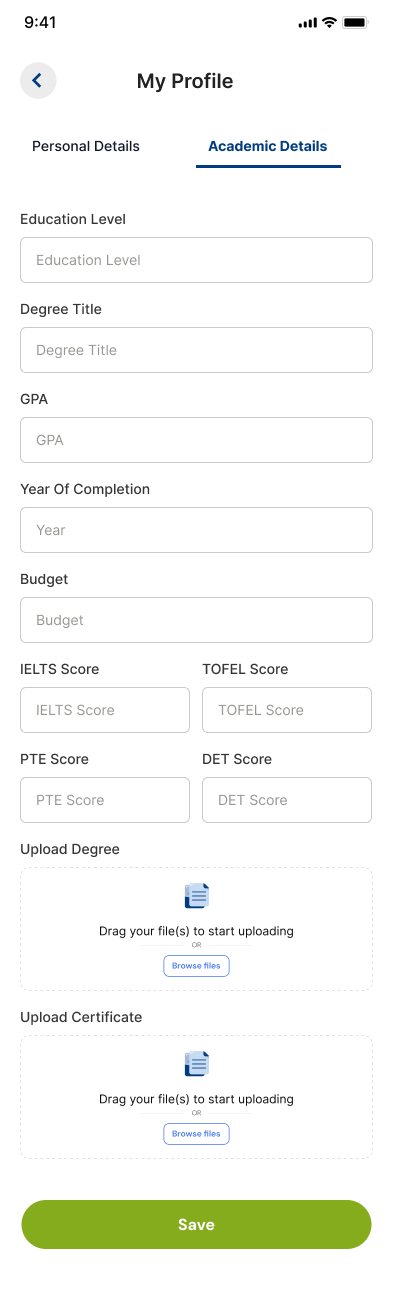 9:41
My Profile
Personal Details
Academic Details
Education Level
Education Level
Degree Title
Degree Title
GPA
GPA
Year Of Completion
Year
Budget
Budget
IELTS Score
TOFEL Score
IELTS Score
TOFEL Score
PTE Score
DET Score
PTE Score
DET Score
Upload Degree
Drag your file(s) to start uploading
OR
Browse files
Upload Certificate
Drag your file(s) to start uploading
OR
Browse files
Save